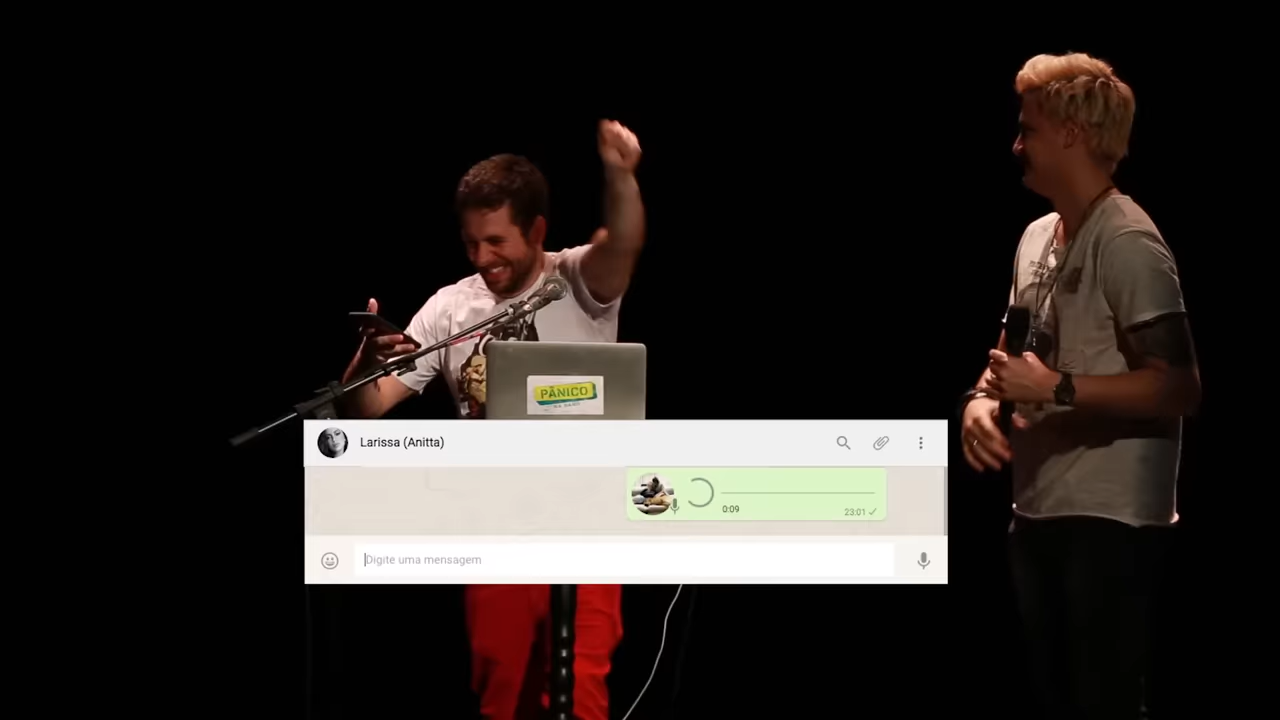 PÂNICO
Larissa (Anitta)
0:09
23:01
Digite uma mensagem